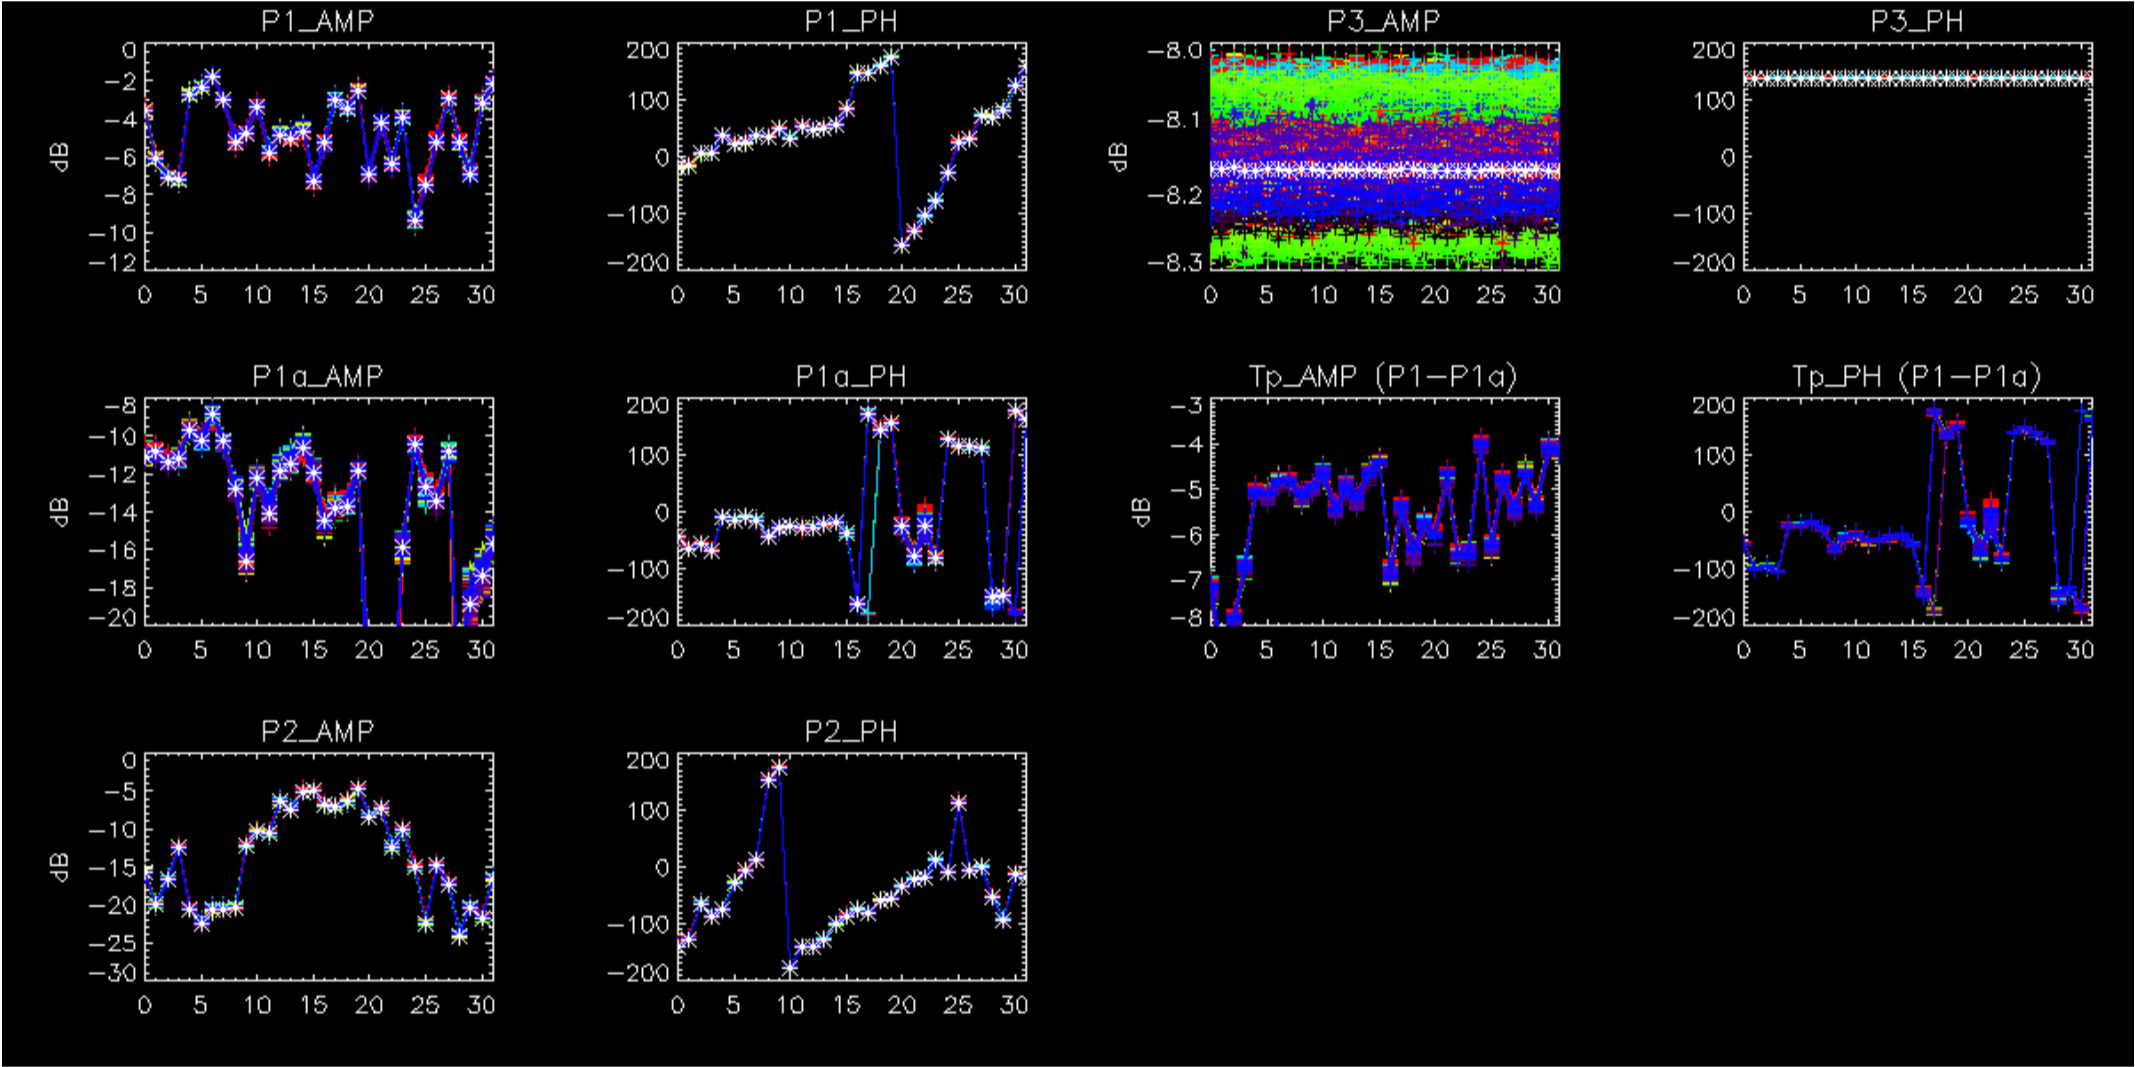 P1_AMP
P1_PH
P3_AMP
P3_PH
0
−2
−4
−6
−8
−10
−12
dB
0 5 10 15 20 25 30
200
100
0
−100
−200
0 5 10 15 20 25 30
−8.0
−8.1
−8.2
−8.3
dB
0 5 10 15 20 25 30
200
100
0
−100
−200
0 5 10 15 20 25 30
P1a_AMP
P1a_PH
Tp_AMP (P1−P1a)
Tp_PH (P1−P1a)
−8
−10
−12
−14
−16
−18
−20
dB
0 5 10 15 20 25 30
200
100
0
−100
−200
0 5 10 15 20 25 30
−3
−4
−5
−6
−7
−8
dB
0 5 10 15 20 25 30
200
100
0
−100
−200
0 5 10 15 20 25 30
P2_AMP
P2_PH
0
−5
−10
−15
−20
−25
−30
dB
0 5 10 15 20 25 30
200
100
0
−100
−200
0 5 10 15 20 25 30